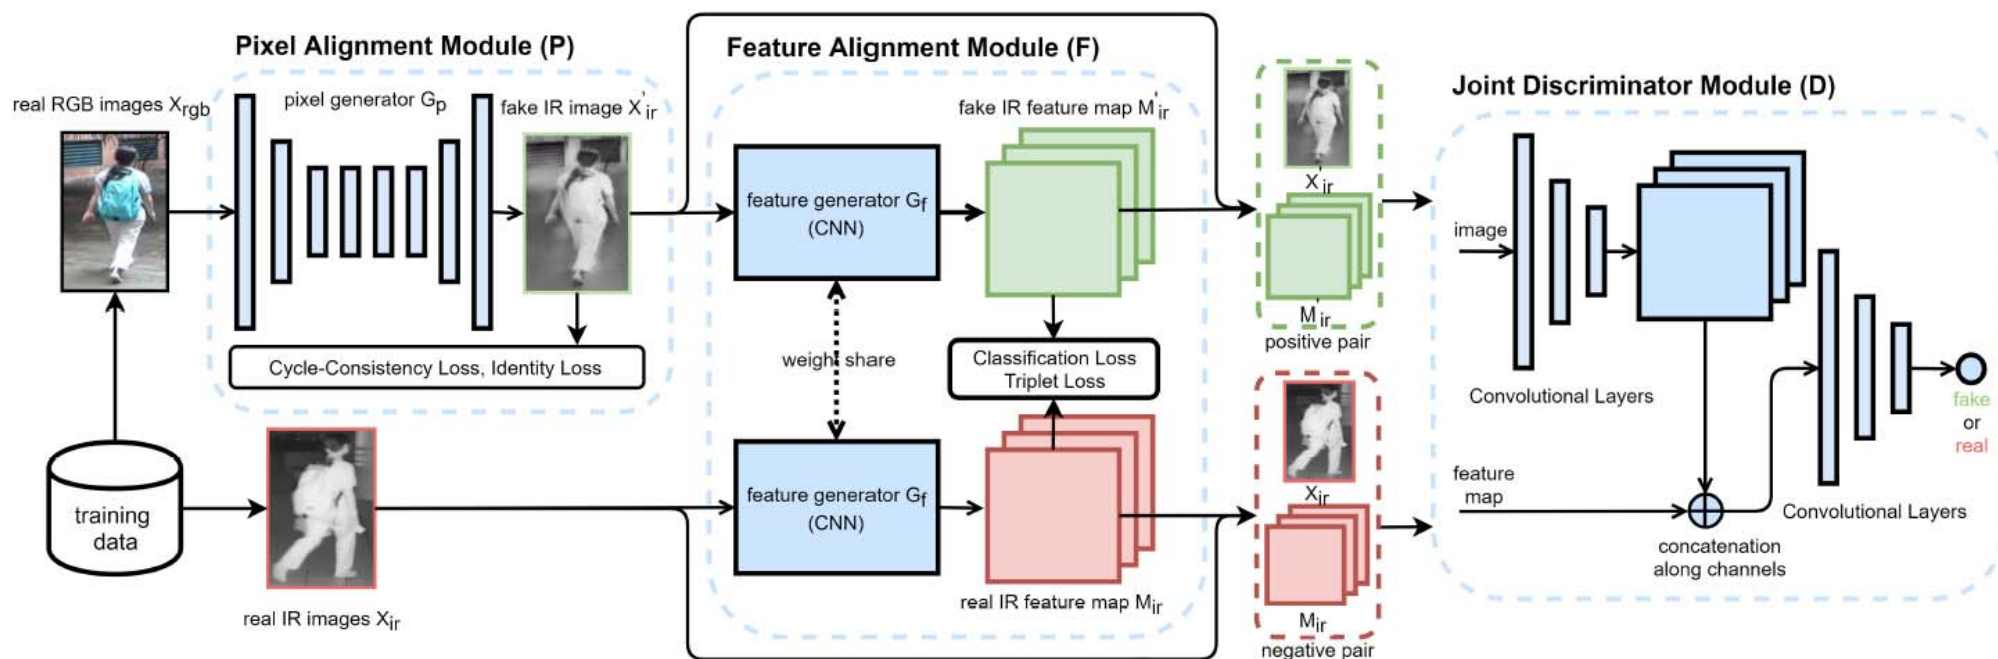 Pixel Alignment Module (P)
real RGB images Xrgb
pixel generator Gp
fake IR image X'ir
Cycle-Consistency Loss, Identity Loss
training
data
real IR images Xir
Feature Alignment Module (F)
feature generator Gf
(CNN)
fake IR feature map M'ir
weight share
Classification Loss
Triplet Loss
feature generator Gf
(CNN)
real IR feature map Mir
X'ir
M'ir
positive pair
Xir
Mir
negative pair
Joint Discriminator Module (D)
image
Convolutional Layers
feature
map
concatenation
along channels
Convolutional Layers
fake
or
real